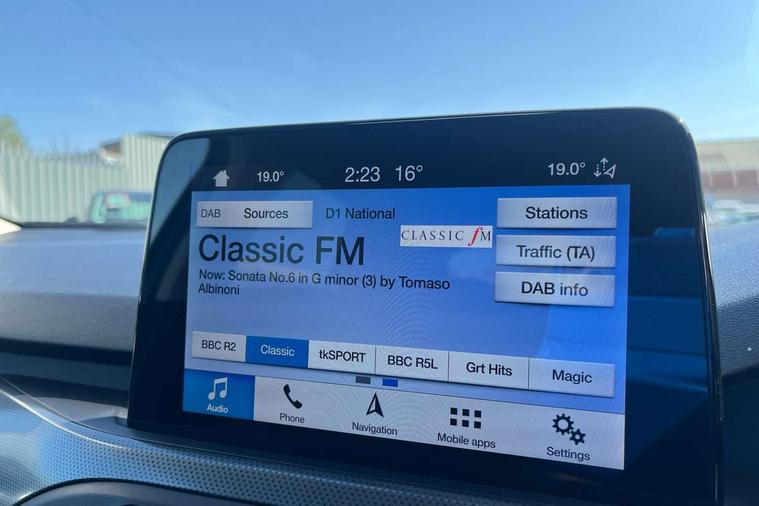 19.0° 2:23 16° 19.0°
DAB Sources D1 National Stations
CLASSIC fM
Classic FM
Traffic (TA)
Now: Sonata No.6 in G minor (3) by Tomaso
Albinoni
DAB info
BBC R2 Classic tkSPORT BBC R5L Grt Hits Magic
Audio Phone Navigation Mobile apps Settings